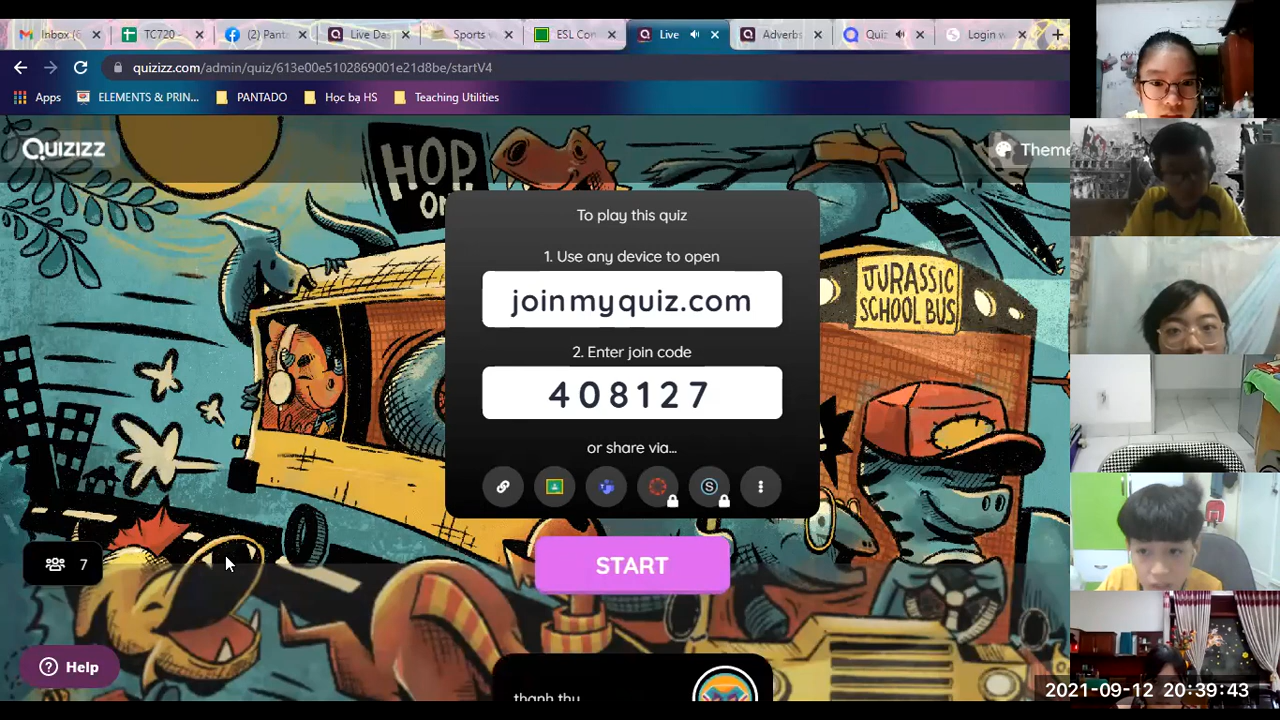 Inbox (6
TC720 -
(2) Pant
Live Da
Sports v
ESL Con
Live
Adverbs
Quiz
Login w
quizizz.com/admin/quiz/613e00e5102869001e21d8be/startV4
Apps
ELEMENTS & PRIN...
PANTADO
Học bạ HS
Teaching Utilities
Quizizz
Theme
HOP
ON
To play this quiz
1. Use any device to open
joinmyquiz.com
2. Enter join code
408127
or share via...
JURASSIC
SCHOOL BUS
7
START
Help
thanh thu
2021-09-12 20:39:43